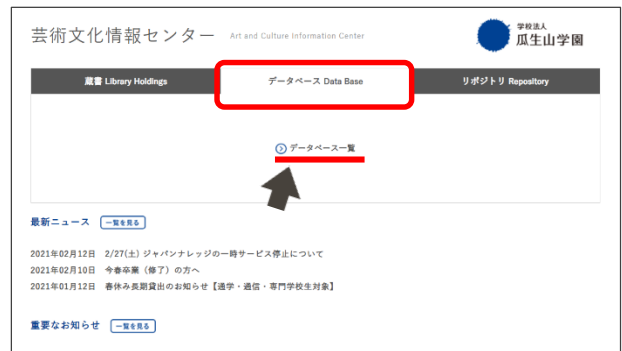 芸術文化情報センター Art and Culture Information Center
学校法人
瓜生山学園
蔵書 Library Holdings データベース Data Base リポジトリ Repository
データベース一覧
最新ニュース 一覧を見る
2021年02月12日 2/27(土) ジャパンナレッジの一時サービス停止について
2021年02月10日 今春卒業（修了）の方へ
2021年01月12日 春休み長期貸出のお知らせ【通学・通信・専門学校生対象】
重要なお知らせ 一覧を見る